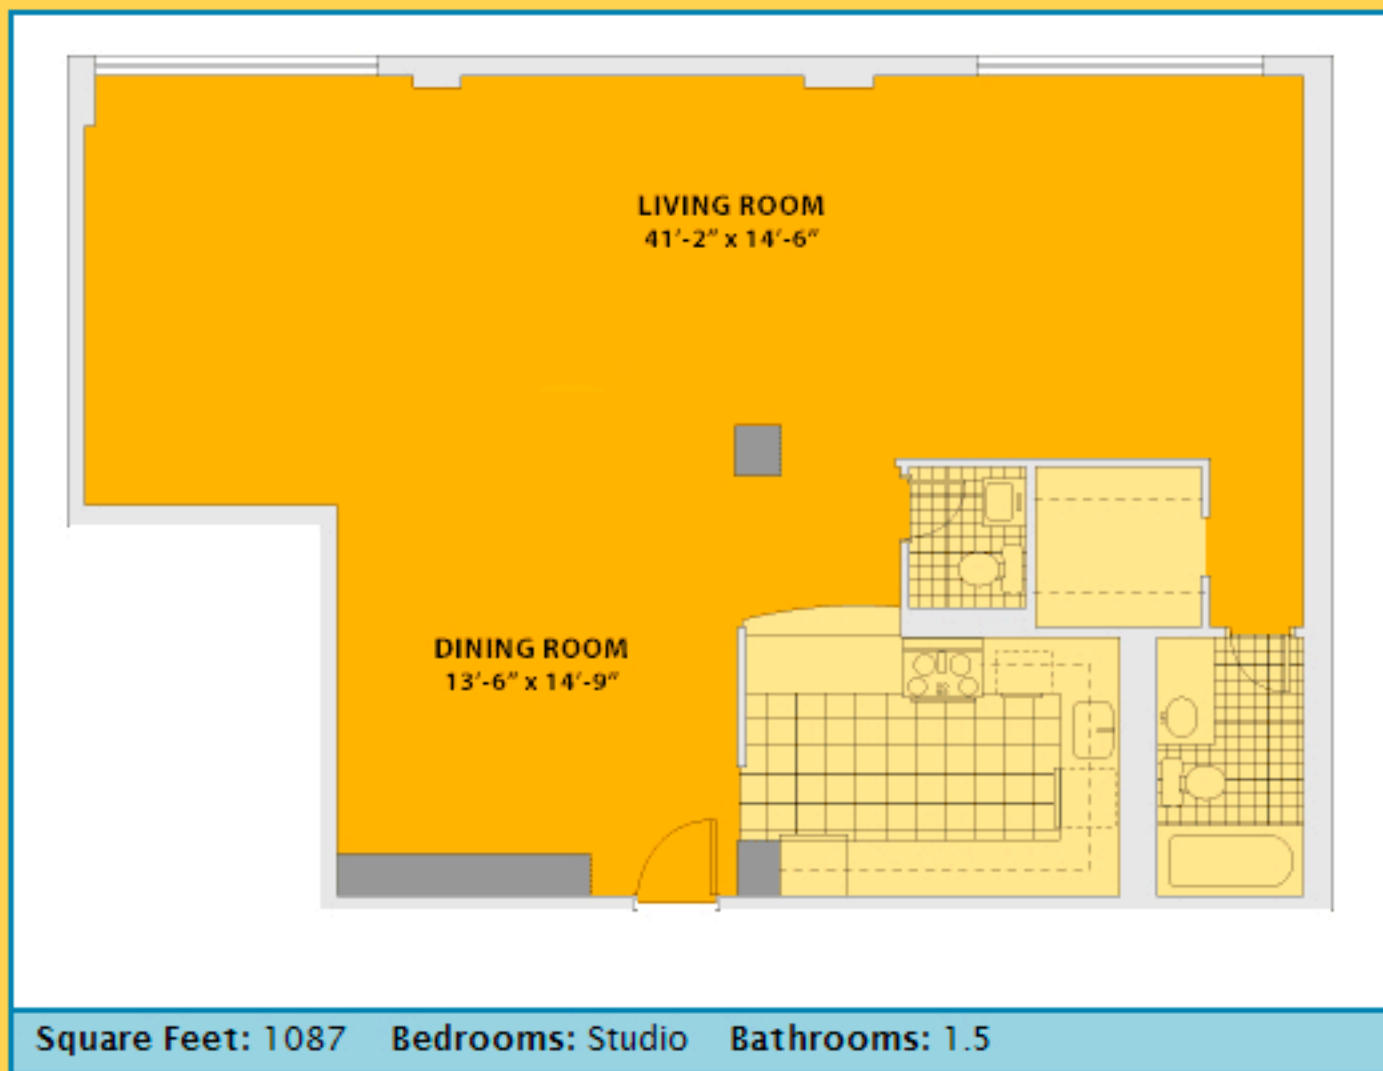 LIVING ROOM
41'-2" x 14'-6"
DINING ROOM
13'-6" x 14'-9"
Square Feet: 1087 Bedrooms: Studio Bathrooms: 1.5